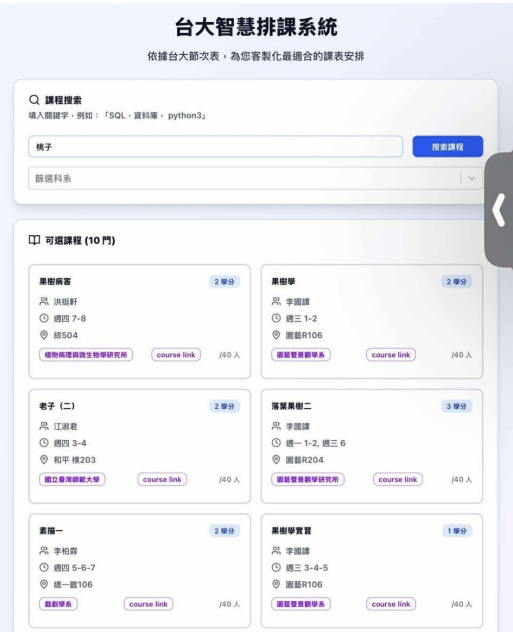 台大智慧排課系統
依據台大節次表，為您客製化最適合的課表安排
課程搜索
填入關鍵字，例如：「SQL，資料庫， python3」
桃子
搜索課程
篩選科系
可選課程 (10 門)
果樹病害
2 學分
洪挺軒
週四 7-8
綜504
植物病理與微生物學研究所
course link
/40 人
果樹學
2 學分
李國譚
週三 1-2
園藝R106
園藝暨景觀學系
course link
/40 人
老子（二）
2 學分
江淑君
週四 3-4
和平 樸203
國立臺灣師範大學
course link
/40 人
落葉果樹二
3 學分
李國譚
週一 1-2, 週三 6
園藝R204
園藝暨景觀學研究所
course link
/40 人
素描一
2 學分
李柏霖
週四 5-6-7
總一館106
戲劇學系
course link
/40 人
果樹學實習
1 學分
李國譚
週三 3-4-5
園藝R106
園藝暨景觀學系
course link
/40 人